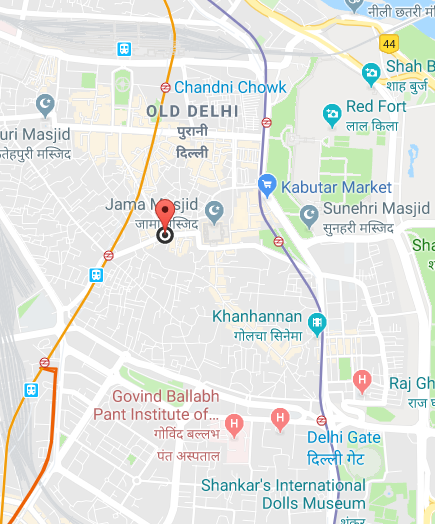 नीली छतरी मं
44
Shah B
शाह बुर्ज
Chandni Chowk
OLD DELHI
पुरानी
दिल्ली
Red Fort
लाल किला
uri Masjid
तेहपुरी मस्जिद
Kabutar Market
Jama Masjid
जामा मस्जिद
Sunehri Masjid
सुनहरी मस्जिद
Sha
Khanhannan
गोलचा सिनेमा
Raj Gh
राज घ
Govind Ballabh
Pant Institute of...
गोविंद बल्लभ
पंत अस्पताल
H
H
H
Delhi Gate
दिल्ली गेट
Shankar's International
Dolls Museum
शंकर